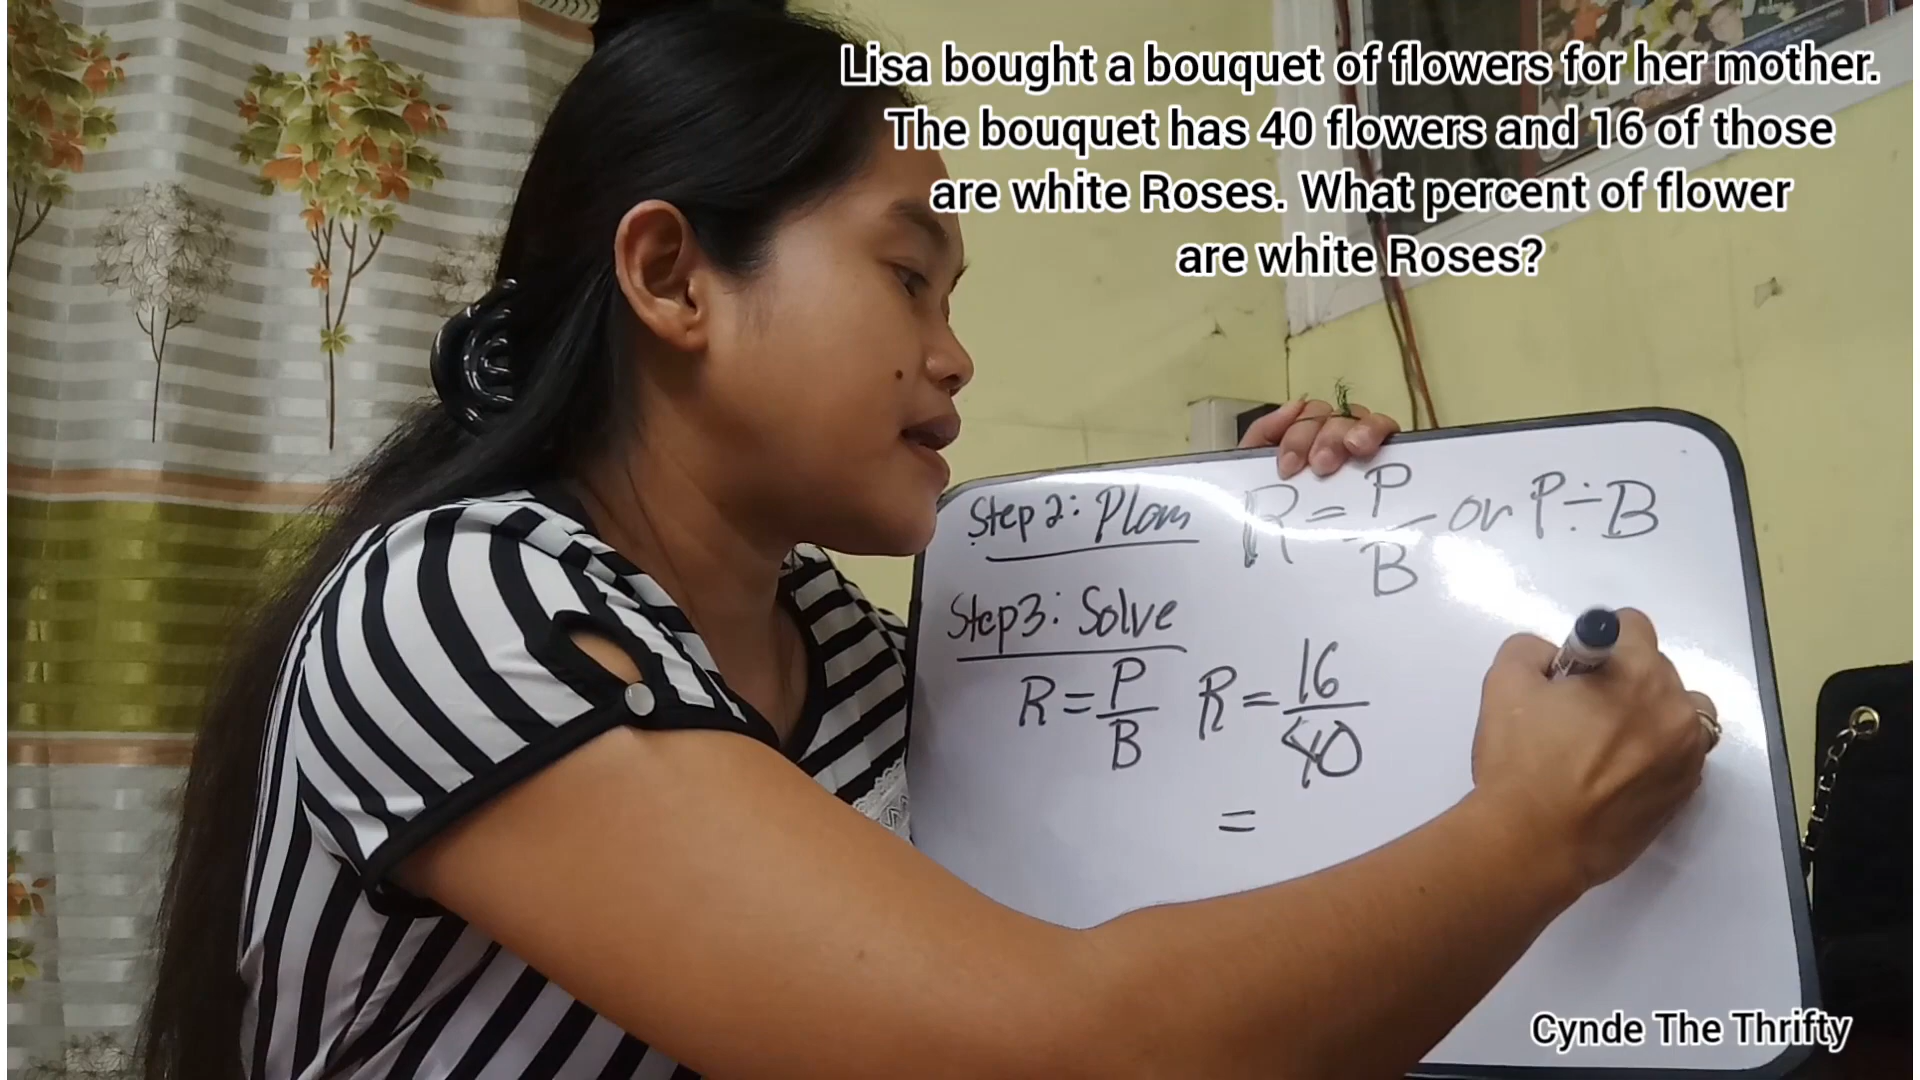 Lisa bought a bouquet of flowers for her mother.
The bouquet has 40 flowers and 16 of those
are white Roses. What percent of flower
are white Roses?
Step 2: Plan R = P/B or P ÷ B
Step 3: Solve
R = P/B R = 16/40
=
Cynde The Thrifty